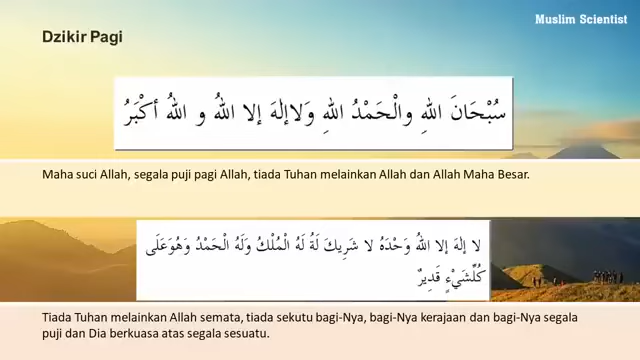 Muslim Scientist
Dzikir Pagi
سُبْحَانَ اللهِ والْحَمْدُ اللهِ وَلاإِلٰهَ إلا اللهُ و اللهُ أكْبَرُ
Maha suci Allah, segala puji pagi Allah, tiada Tuhan melainkan Allah dan Allah Maha Besar.
لا إلهَ إلا اللهُ وَحْدَهُ لا شَرِيكَ لَهُ لَهُ الْمُلْكُ وَلَهُ الْحَمْدُ وَهُوَعَلَى
كُلِّشَيْءٍ قَدِيرٌ
Tiada Tuhan melainkan Allah semata, tiada sekutu bagi-Nya, bagi-Nya kerajaan dan bagi-Nya segala
puji dan Dia berkuasa atas segala sesuatu.